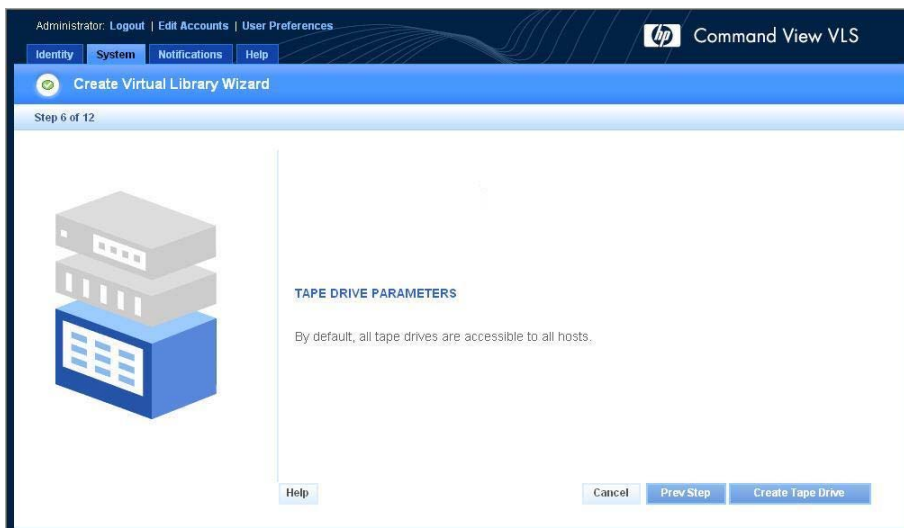 Administrator: Logout | Edit Accounts | User Preferences
hp Command View VLS
Identity System Notifications Help
Create Virtual Library Wizard
Step 6 of 12
TAPE DRIVE PARAMETERS
By default, all tape drives are accessible to all hosts.
Help Cancel Prev Step Create Tape Drive